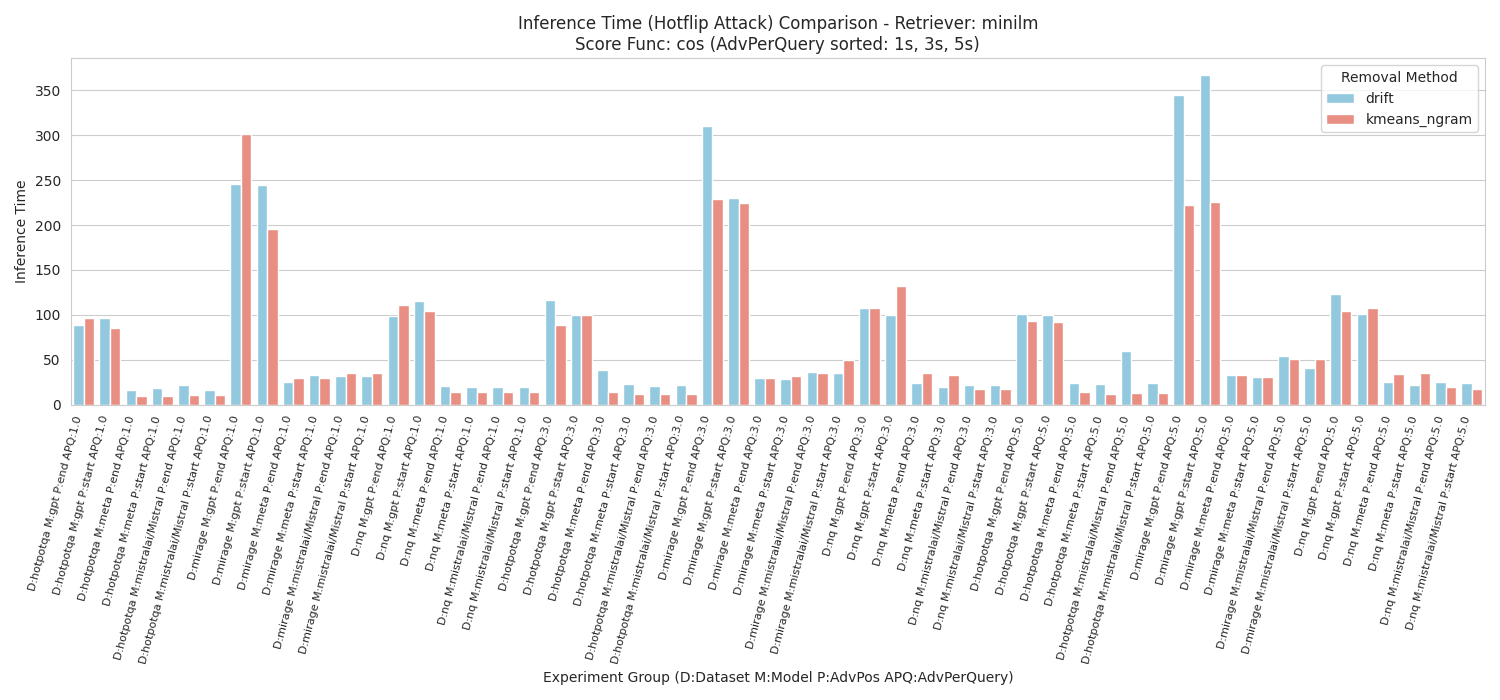 Inference Time (Hotflip Attack) Comparison - Retriever: minilm
Score Func: cos (AdvPerQuery sorted: 1s, 3s, 5s)
Removal Method
drift
kmeans_ngram
Inference Time
350
300
250
200
150
100
50
0
D:hotpotqa M:gpt P:end APQ:1.0
D:hotpotqa M:gpt P:start APQ:1.0
D:hotpotqa M:meta P:end APQ:1.0
D:hotpotqa M:meta P:start APQ:1.0
D:hotpotqa M:mistralai/Mistral P:end APQ:1.0
D:hotpotqa M:mistralai/Mistral P:start APQ:1.0
D:mirage M:gpt P:end APQ:1.0
D:mirage M:gpt P:start APQ:1.0
D:mirage M:meta P:end APQ:1.0
D:mirage M:meta P:start APQ:1.0
D:mirage M:mistralai/Mistral P:end APQ:1.0
D:mirage M:mistralai/Mistral P:start APQ:1.0
D:nq M:gpt P:end APQ:1.0
D:nq M:gpt P:start APQ:1.0
D:nq M:meta P:end APQ:1.0
D:nq M:meta P:start APQ:1.0
D:nq M:mistralai/Mistral P:end APQ:1.0
D:nq M:mistralai/Mistral P:start APQ:1.0
D:hotpotqa M:gpt P:end APQ:3.0
D:hotpotqa M:gpt P:start APQ:3.0
D:hotpotqa M:meta P:end APQ:3.0
D:hotpotqa M:meta P:start APQ:3.0
D:hotpotqa M:mistralai/Mistral P:end APQ:3.0
D:hotpotqa M:mistralai/Mistral P:start APQ:3.0
D:mirage M:gpt P:end APQ:3.0
D:mirage M:gpt P:start APQ:3.0
D:mirage M:meta P:end APQ:3.0
D:mirage M:meta P:start APQ:3.0
D:mirage M:mistralai/Mistral P:end APQ:3.0
D:mirage M:mistralai/Mistral P:start APQ:3.0
D:nq M:gpt P:end APQ:3.0
D:nq M:gpt P:start APQ:3.0
D:nq M:meta P:end APQ:3.0
D:nq M:meta P:start APQ:3.0
D:nq M:mistralai/Mistral P:end APQ:3.0
D:nq M:mistralai/Mistral P:start APQ:3.0
D:hotpotqa M:gpt P:end APQ:5.0
D:hotpotqa M:gpt P:start APQ:5.0
D:hotpotqa M:meta P:end APQ:5.0
D:hotpotqa M:meta P:start APQ:5.0
D:hotpotqa M:mistralai/Mistral P:end APQ:5.0
D:hotpotqa M:mistralai/Mistral P:start APQ:5.0
D:mirage M:gpt P:end APQ:5.0
D:mirage M:gpt P:start APQ:5.0
D:mirage M:meta P:end APQ:5.0
D:mirage M:meta P:start APQ:5.0
D:mirage M:mistralai/Mistral P:end APQ:5.0
D:mirage M:mistralai/Mistral P:start APQ:5.0
D:nq M:gpt P:end APQ:5.0
D:nq M:gpt P:start APQ:5.0
D:nq M:meta P:end APQ:5.0
D:nq M:meta P:start APQ:5.0
D:nq M:mistralai/Mistral P:end APQ:5.0
D:nq M:mistralai/Mistral P:start APQ:5.0
Experiment Group (D:Dataset M:Model P:AdvPos APQ:AdvPerQuery)